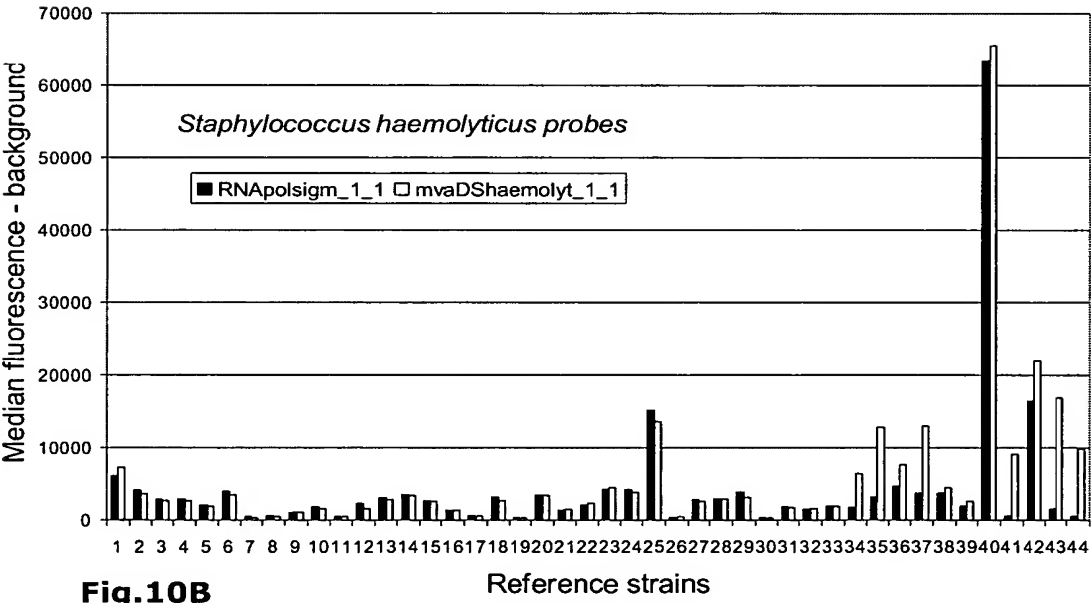 70000
60000
50000
40000
30000
20000
10000
0
Median fluorescence - background
Staphylococcus haemolyticus probes
RNApolsigm_1_1 mvaDShaemolyt_1_1
1 2 3 4 5 6 7 8 9 10 11 12 13 14 15 16 17 18 19 20 21 22 23 24 25 26 27 28 29 30 31 32 33 34 35 36 37 38 39 40 41 42 43 44
Reference strains
Fig.10B